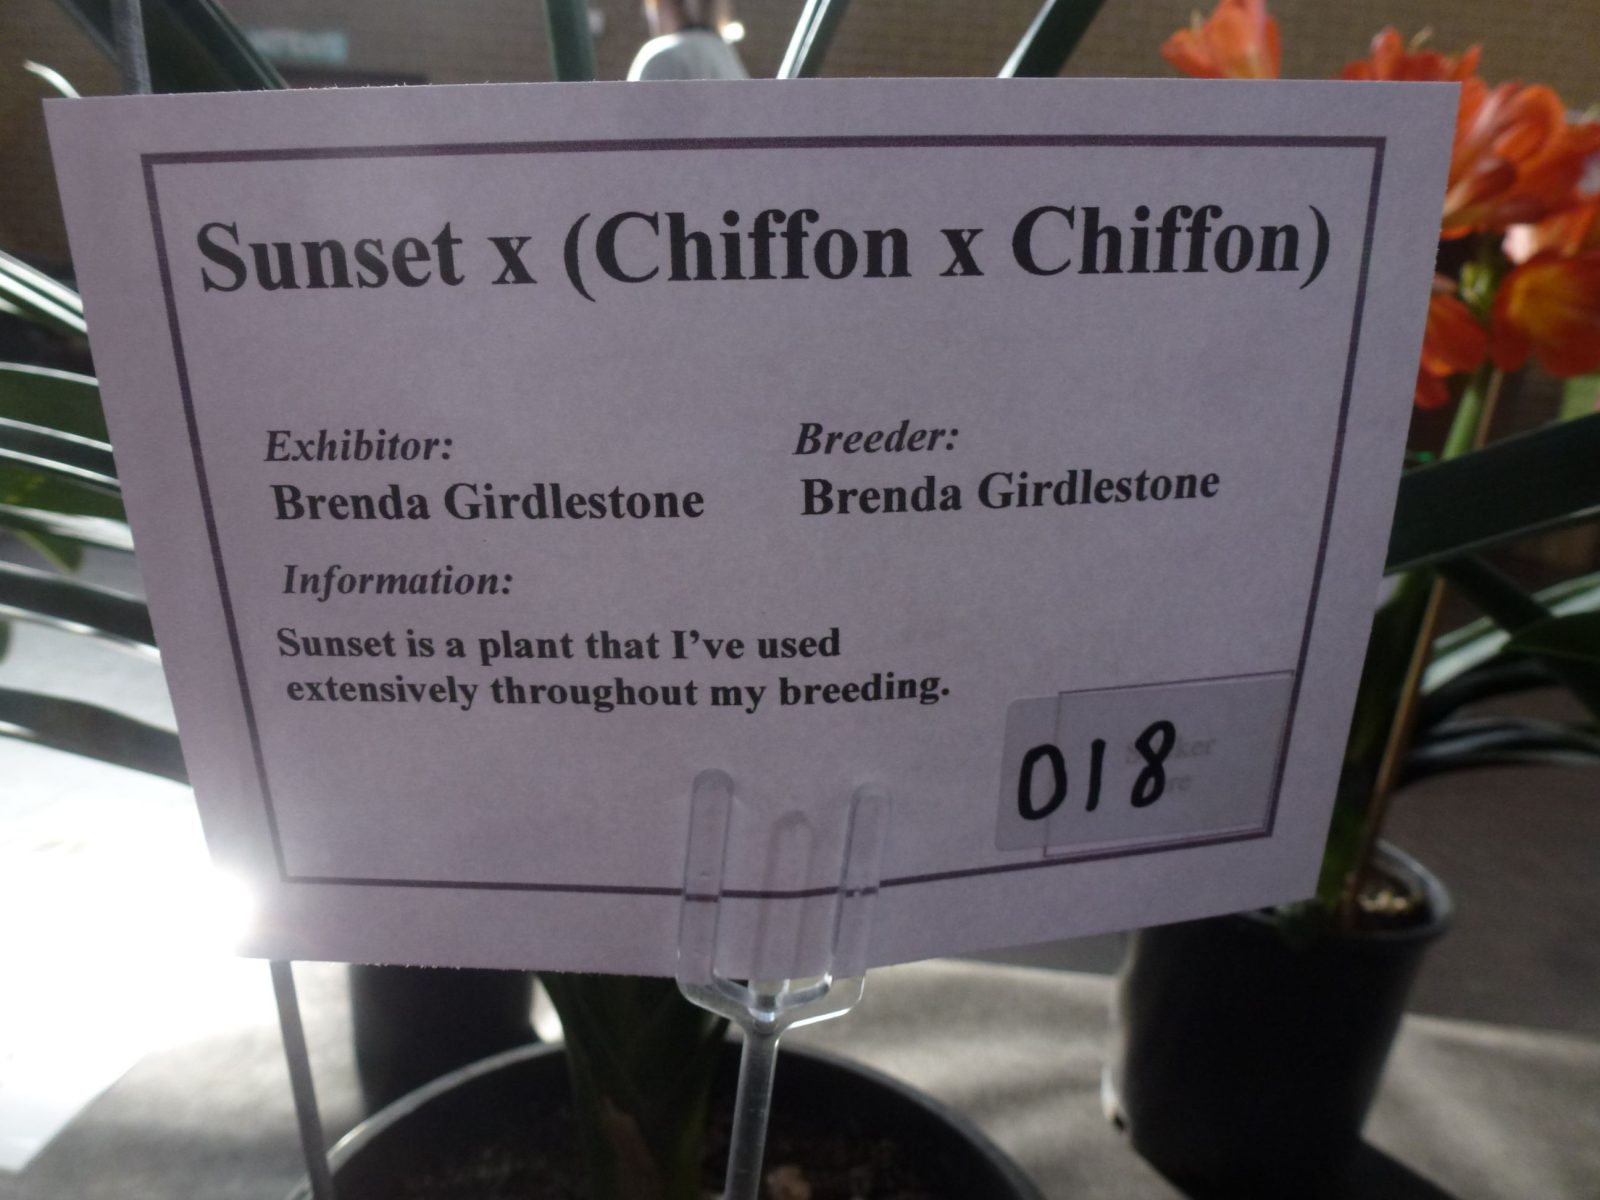 Sunset x (Chiffon x Chiffon)
Exhibitor:
Breeder:
Brenda Girdlestone
Brenda Girdlestone
Information:
Sunset is a plant that I’ve used
extensively throughout my breeding.
018